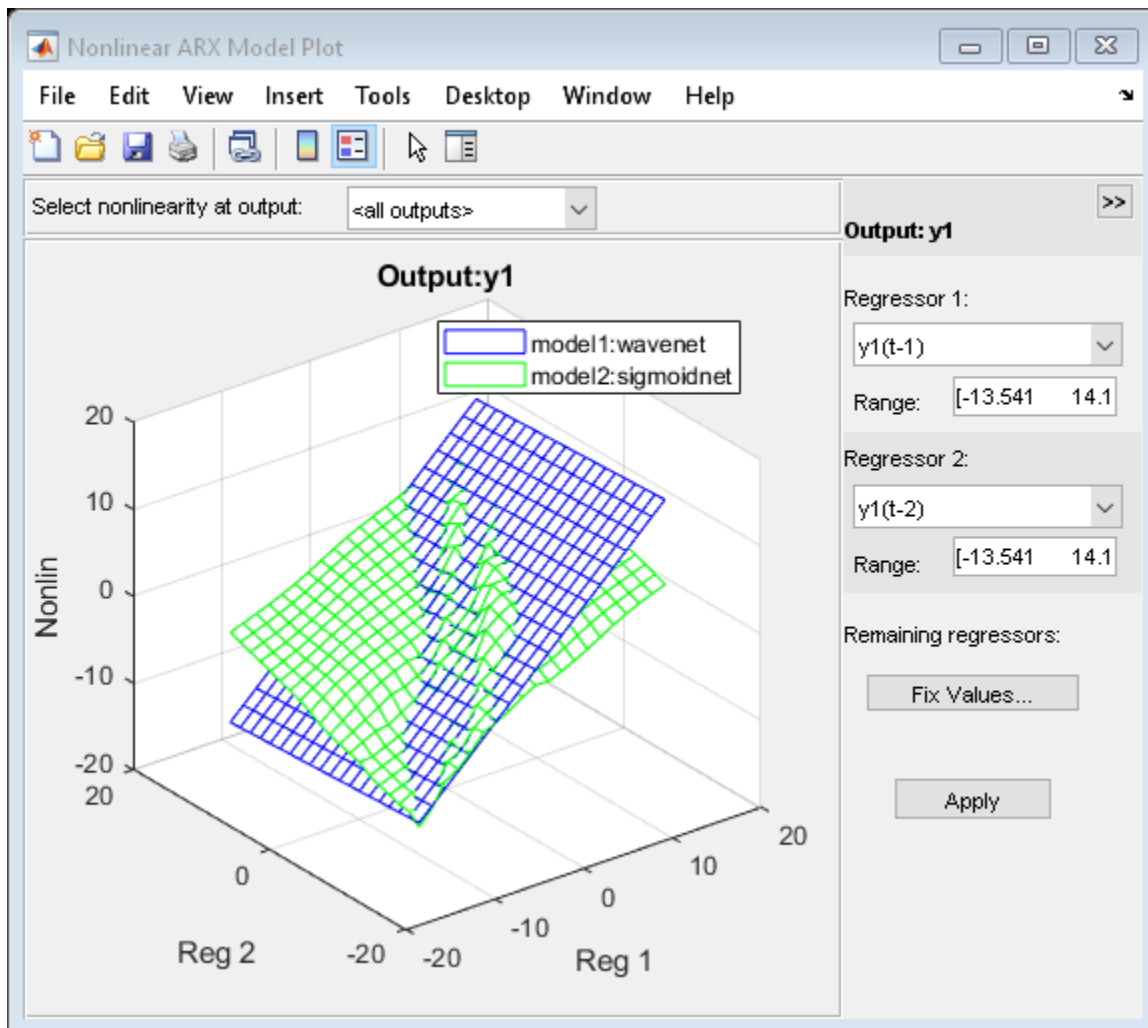 Nonlinear ARX Model Plot
File Edit View Insert Tools Desktop Window Help
Select nonlinearity at output: <all outputs>
>>
Output: y1
Output:y1
model1:wavenet
model2:sigmoidnet
20
10
0
-10
-20
Nonlin
20
0
-20
Reg 2
-20
-10
0
10
20
Reg 1
Regressor 1:
y1(t-1)
Range: [-13.541 14.1
Regressor 2:
y1(t-2)
Range: [-13.541 14.1
Remaining regressors:
Fix Values...
Apply